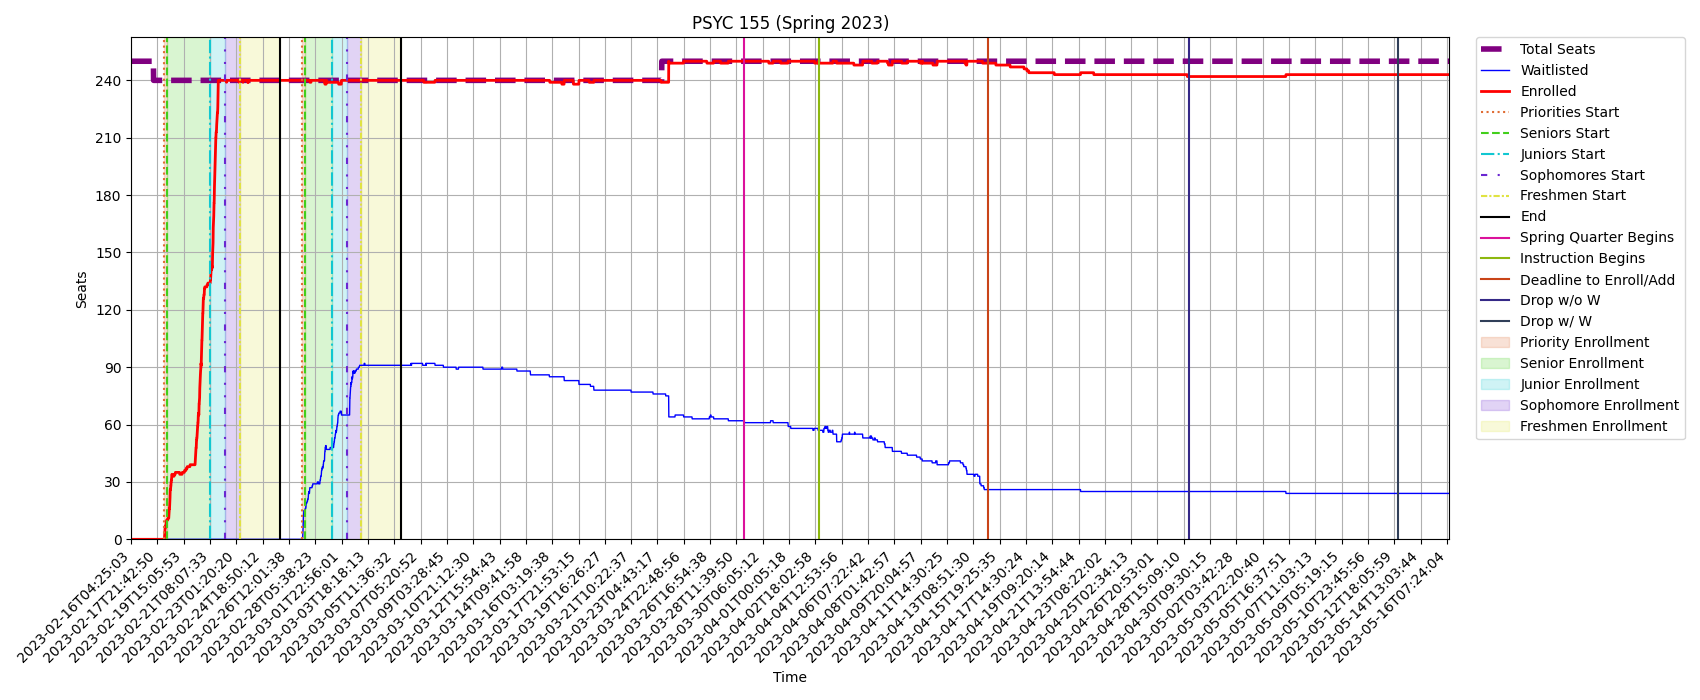 PSYC 155 (Spring 2023)
Seats
240
210
180
150
120
90
60
30
0
2023-02-16T04:25:03
2023-02-17T21:42:50
2023-02-19T15:05:53
2023-02-21T08:07:33
2023-02-23T01:20:20
2023-02-24T18:50:12
2023-02-26T12:01:38
2023-02-28T05:38:23
2023-03-01T22:56:01
2023-03-03T18:18:13
2023-03-05T11:36:32
2023-03-07T05:20:52
2023-03-09T03:28:45
2023-03-10T21:12:30
2023-03-12T15:54:43
2023-03-14T09:41:58
2023-03-16T03:19:38
2023-03-17T21:53:15
2023-03-19T16:26:27
2023-03-21T10:22:37
2023-03-23T04:43:17
2023-03-24T22:48:56
2023-03-26T16:54:38
2023-03-28T11:39:50
2023-03-30T06:05:12
2023-04-01T00:05:18
2023-04-02T18:02:58
2023-04-04T12:53:56
2023-04-06T07:22:42
2023-04-08T01:42:57
2023-04-09T20:04:57
2023-04-11T14:30:25
2023-04-13T08:51:30
2023-04-15T19:25:35
2023-04-17T14:30:24
2023-04-19T09:20:14
2023-04-21T13:54:44
2023-04-23T08:22:02
2023-04-25T02:34:13
2023-04-26T20:53:01
2023-04-28T15:09:10
2023-04-30T09:30:15
2023-05-02T03:42:28
2023-05-03T22:20:40
2023-05-05T16:37:51
2023-05-07T11:03:13
2023-05-09T05:19:15
2023-05-10T23:45:56
2023-05-12T18:05:59
2023-05-14T13:03:44
2023-05-16T07:24:04
Time
Total Seats
Waitlisted
Enrolled
Priorities Start
Seniors Start
Juniors Start
Sophomores Start
Freshmen Start
End
Spring Quarter Begins
Instruction Begins
Deadline to Enroll/Add
Drop w/o W
Drop w/ W
Priority Enrollment
Senior Enrollment
Junior Enrollment
Sophomore Enrollment
Freshmen Enrollment